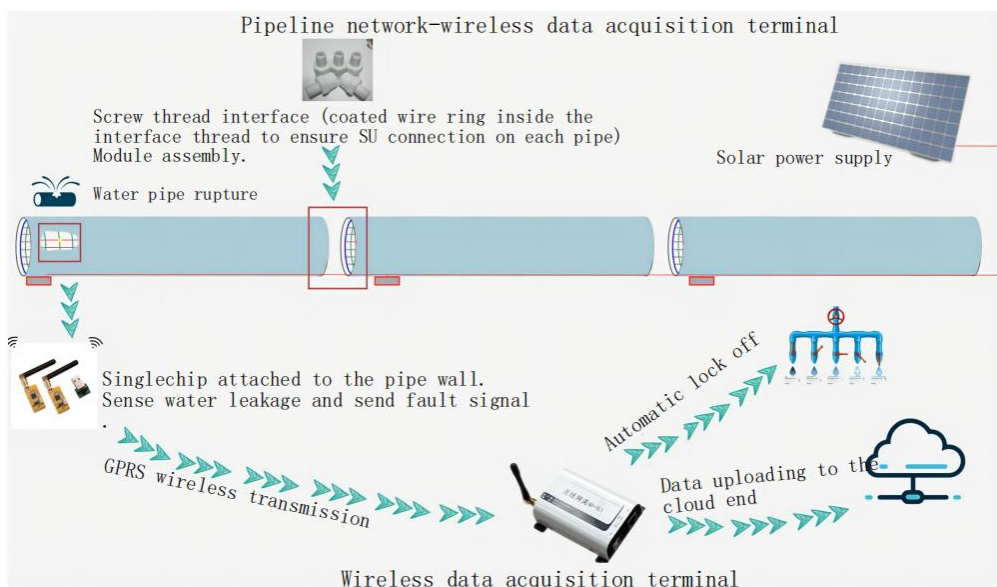 Pipeline network-wireless data acquisition terminal
Screw thread interface (coated wire ring inside the
interface thread to ensure SU connection on each pipe)
Module assembly.
Solar power supply
Water pipe rupture
Singlechip attached to the pipe wall.
Sense water leakage and send fault signal
.
Automatic lock off
GPRS wireless transmission
Data uploading to the
cloud end
Wireless data acquisition terminal